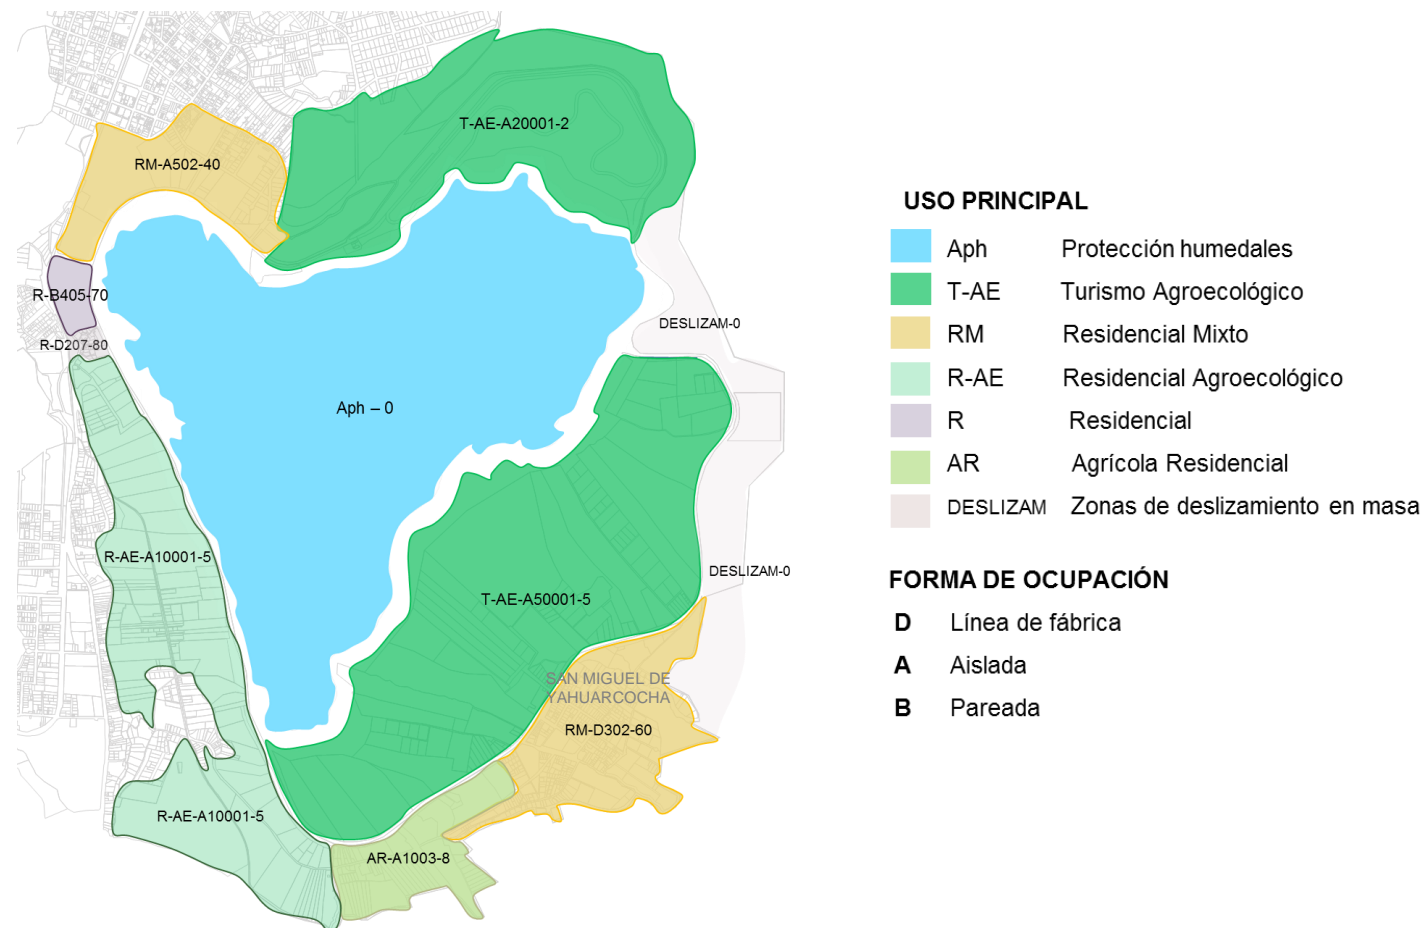 T-AE-A20001-2
RM-A502-40
R-B405-70
DESLIZAM-0
R-D207-80
Aph – 0
R-AE-A10001-5
DESLIZAM-0
T-AE-A50001-5
SAN MIGUEL DE
YAHUARCOCHA
RM-D302-60
R-AE-A10001-5
AR-A1003-8
USO PRINCIPAL
Aph Protección humedales
T-AE Turismo Agroecológico
RM Residencial Mixto
R-AE Residencial Agroecológico
R Residencial
AR Agrícola Residencial
DESLIZAM Zonas de deslizamiento en masa
FORMA DE OCUPACIÓN
D Línea de fábrica
A Aislada
B Pareada